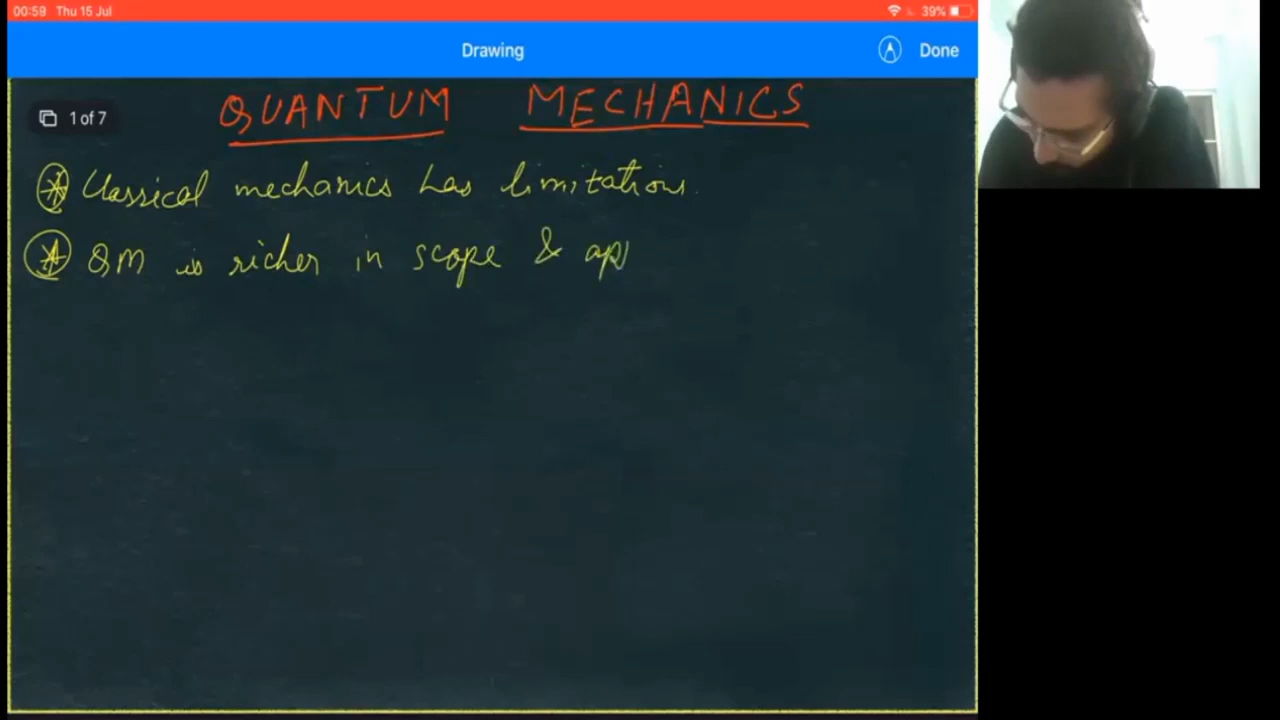 00:59 Thu 15 Jul 39%
Drawing Done
1 of 7
QUANTUM MECHANICS
Classical mechanics has limitations.
QM is richer in scope & app